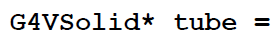 G4VSolid* tube =